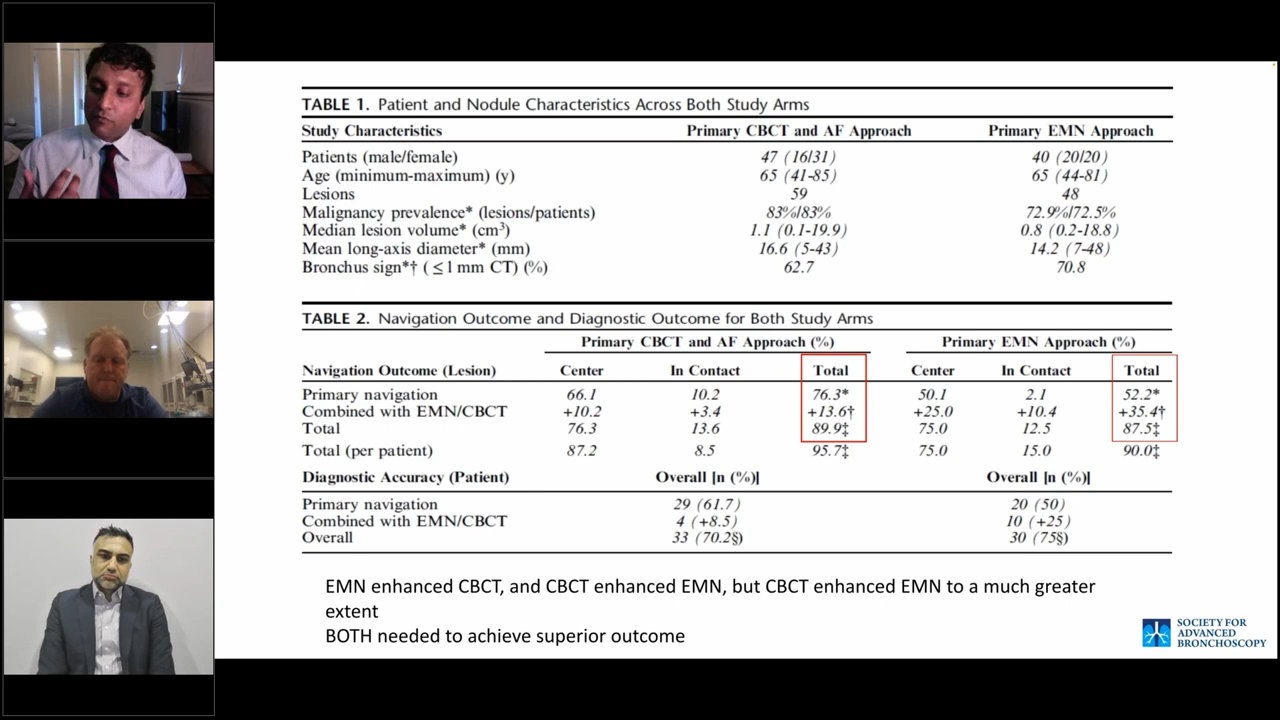 TABLE 1. Patient and Nodule Characteristics Across Both Study Arms
Study Characteristics Primary CBCT and AF Approach Primary EMN Approach
Patients (male/female) 47 (16/31) 40 (20/20)
Age (minimum-maximum) (y) 65 (41-85) 65 (44-81)
Lesions 59 48
Malignancy prevalence* (lesions/patients) 83%/83% 72.9%/72.5%
Median lesion volume* (cm³) 1.1 (0.1-19.9) 0.8 (0.2-18.8)
Mean long-axis diameter* (mm) 16.6 (5-43) 14.2 (7-48)
Bronchus sign*† (≤1 mm CT) (%) 62.7 70.8
TABLE 2. Navigation Outcome and Diagnostic Outcome for Both Study Arms
Primary CBCT and AF Approach (%) Primary EMN Approach (%)
Navigation Outcome (Lesion) Center In Contact Total Center In Contact Total
Primary navigation 66.1 10.2 76.3* 50.1 2.1 52.2*
Combined with EMN/CBCT +10.2 +3.4 +13.6† +25.0 +10.4 +35.4†
Total 76.3 13.6 89.9‡ 75.0 12.5 87.5‡
Total (per patient) 87.2 8.5 95.7‡ 75.0 15.0 90.0‡
Diagnostic Accuracy (Patient) Overall [n (%)] Overall [n (%)]
Primary navigation 29 (61.7) 20 (50)
Combined with EMN/CBCT 4 (+8.5) 10 (+25)
Overall 33 (70.2§) 30 (75§)
EMN enhanced CBCT, and CBCT enhanced EMN, but CBCT enhanced EMN to a much greater
extent
BOTH needed to achieve superior outcome
SOCIETY FOR
ADVANCED
BRONCHOSCOPY